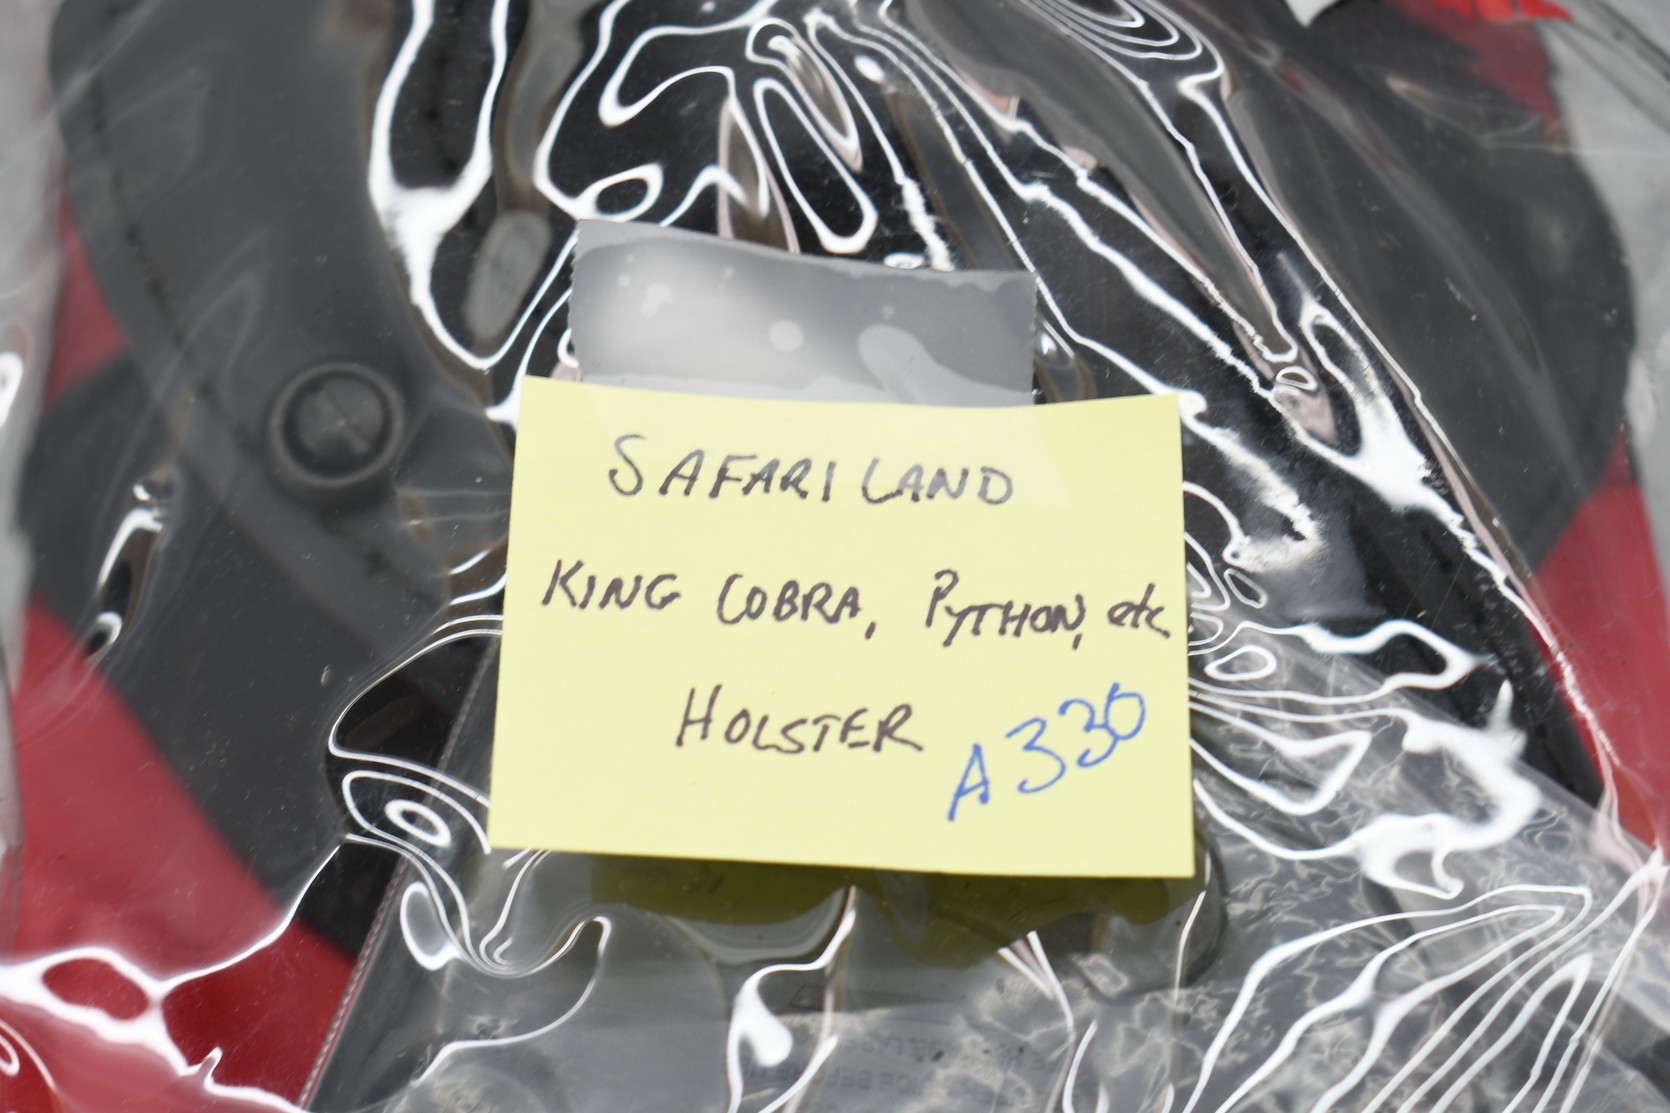 SAFARILAND
KING COBRA, PYTHON, etc
HOLSTER
A330